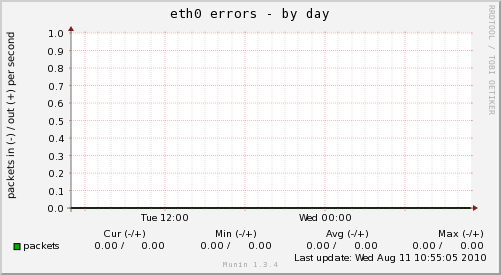 eth0 errors - by day
RRDTOOL / TOBI OETIKER
packets in (-) / out (+) per second
1.0
0.9
0.8
0.7
0.6
0.5
0.4
0.3
0.2
0.1
0.0
Tue 12:00 Wed 00:00
Cur (-/+) Min (-/+) Avg (-/+) Max (-/+)
packets 0.00 / 0.00 0.00 / 0.00 0.00 / 0.00 0.00 / 0.00
Last update: Wed Aug 11 10:55:05 2010
Munin 1.3.4